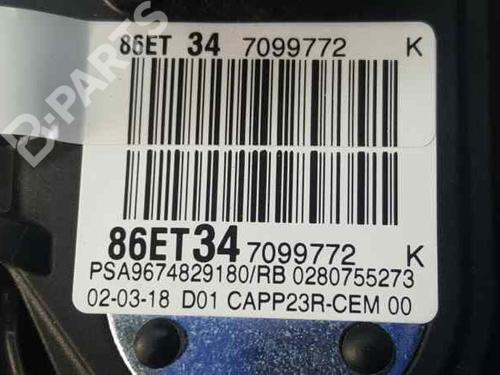 86ET 34 7099772 K
B-PARTS
86ET34 7099772 K
PSA9674829180/RB 0280755273
02-03-18 D01 CAPP23R-CEM 00